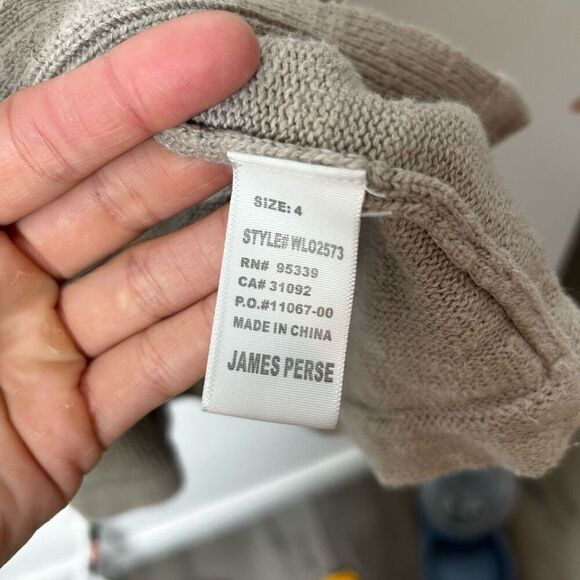 SIZE: 4
STYLE# WLO2573
RN# 95339
CA# 31092
P.O.#11067-00
MADE IN CHINA
JAMES PERSE